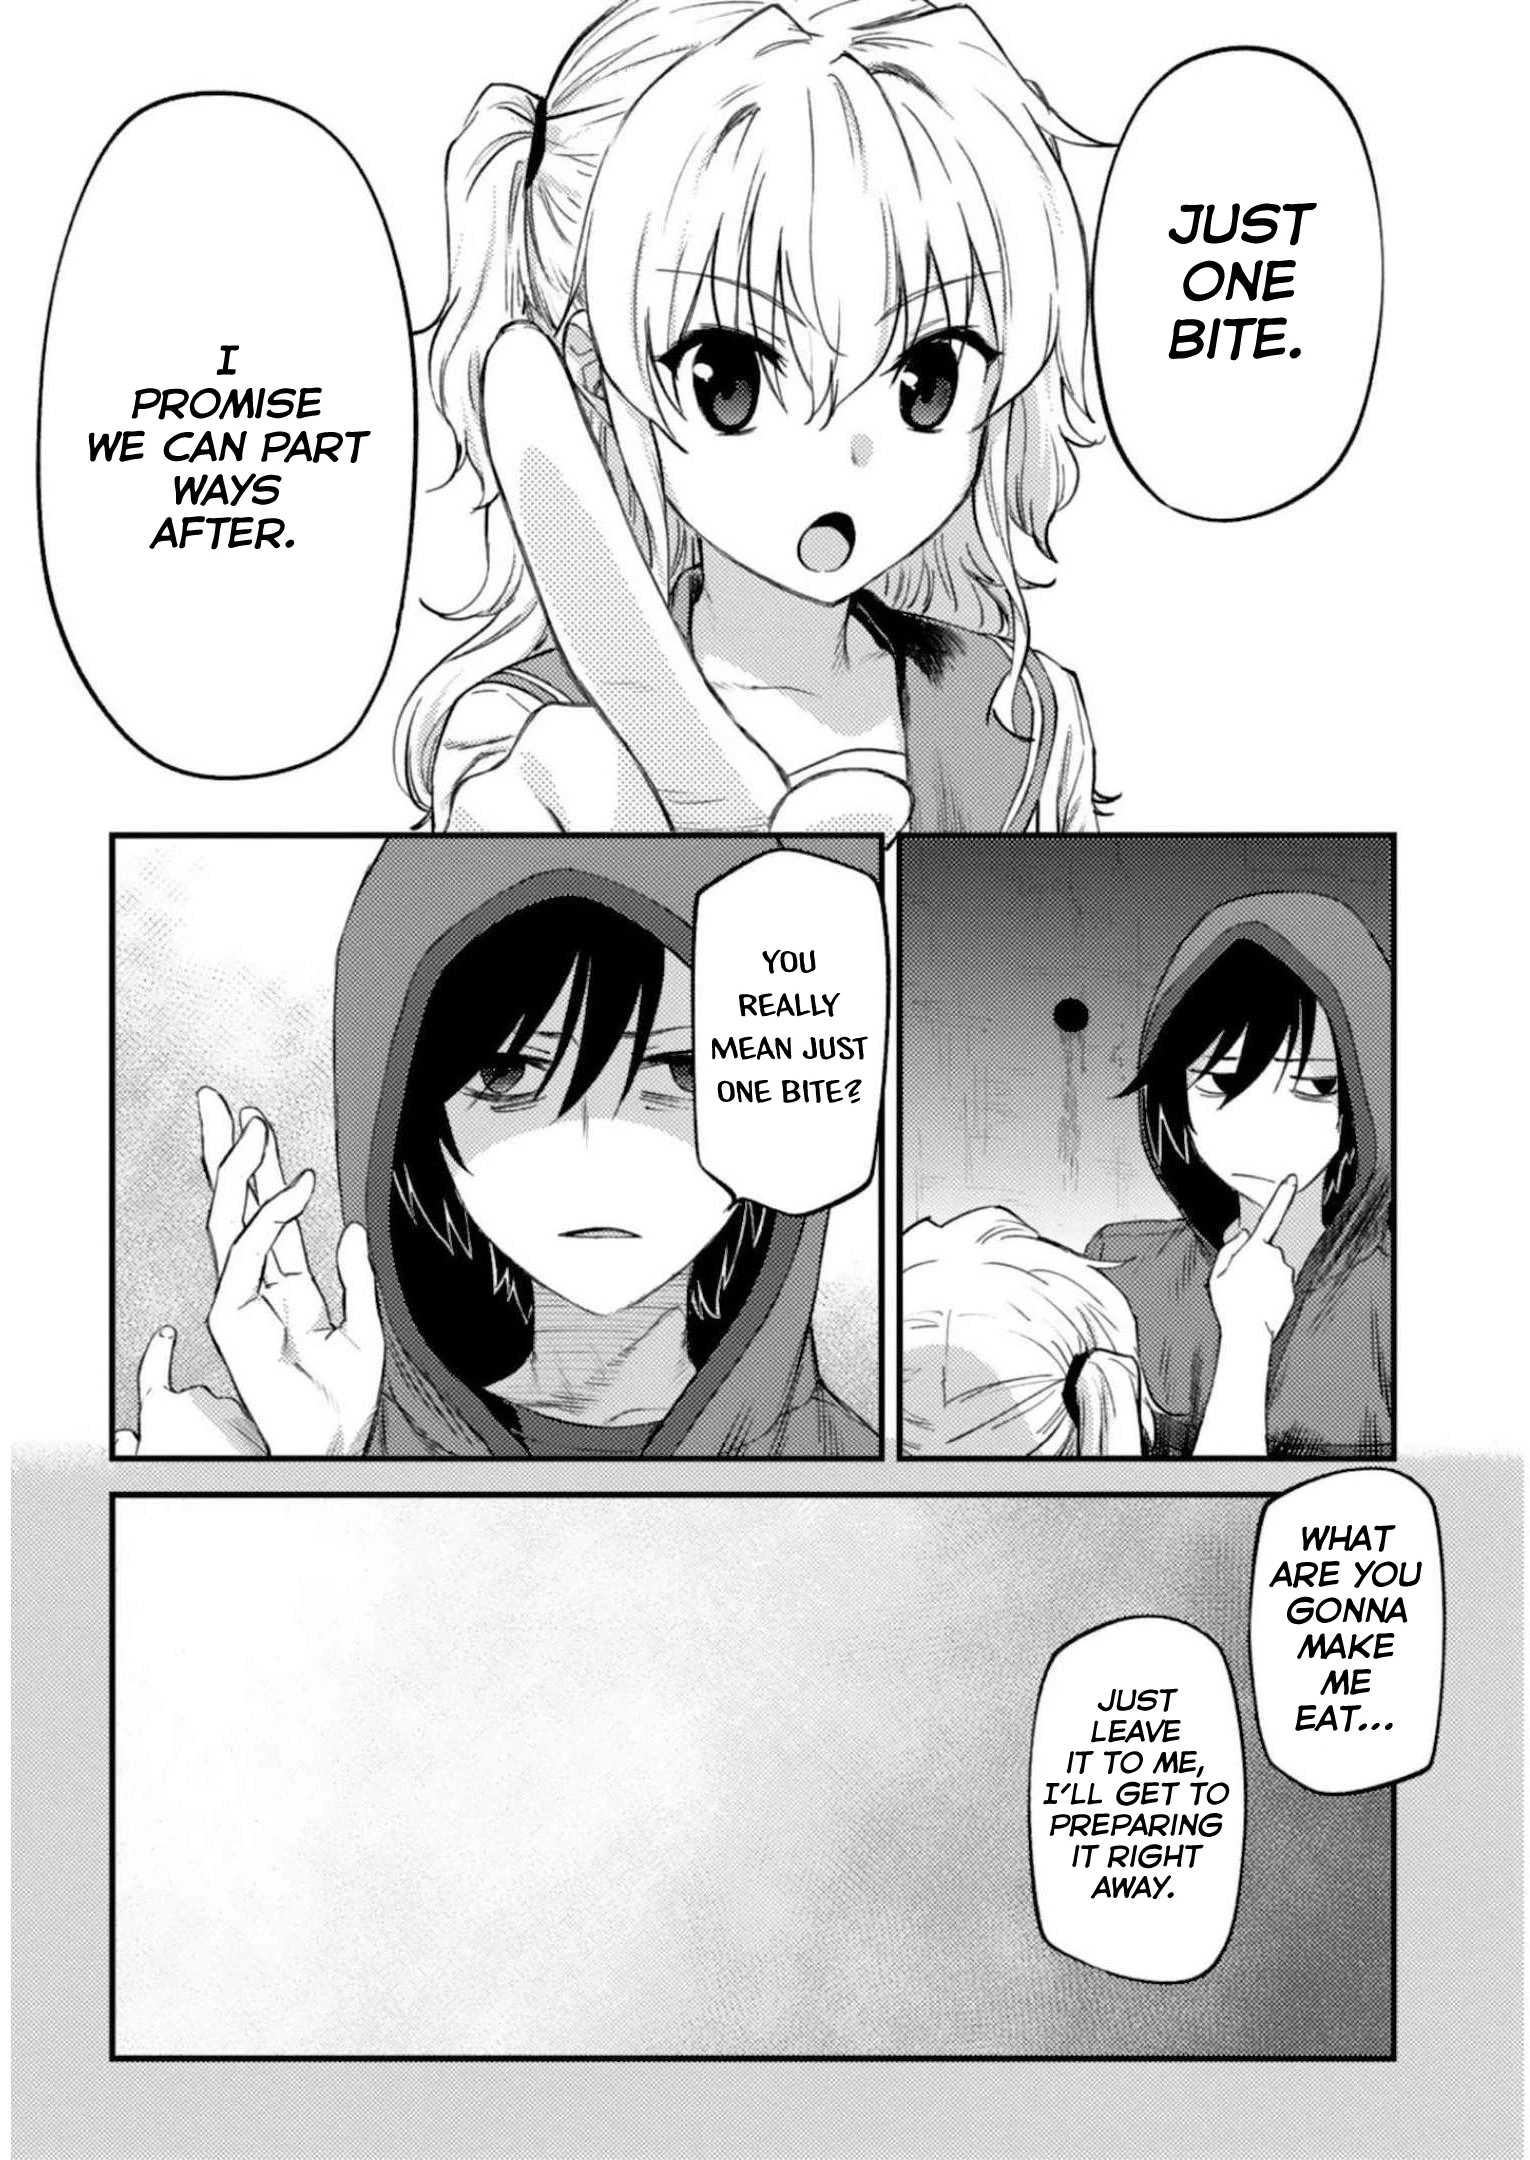 JUST
ONE
BITE.
I
PROMISE
WE CAN PART
WAYS
AFTER.
YOU
REALLY
MEAN JUST
ONE BITE?
WHAT
ARE YOU
GONNA
MAKE
ME
EAT...
JUST
LEAVE
IT TO ME,
I'LL GET TO
PREPARING
IT RIGHT
AWAY.